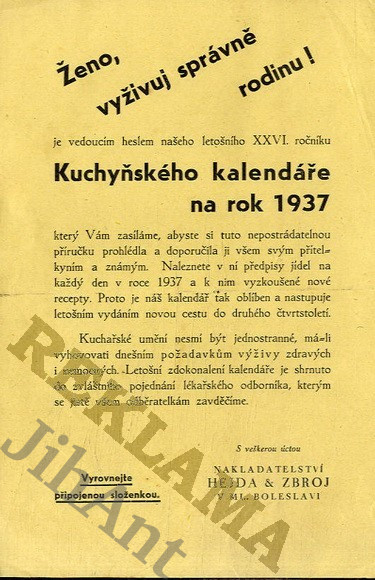 Ženo,
vyživuj správně
rodinu!
je vedoucím heslem našeho letošního XXVI. ročníku
Kuchyňského kalendáře
na rok 1937
který Vám zasíláme, abyste si tuto nepostrádatelnou
příručku prohlédla a doporučila ji všem svým přítel-
kyním a známým. Naleznete v ní předpisy jídel na
každý den v roce 1937 a k nim vyzkoušené nové
recepty. Proto je náš kalendář tak oblíben a nastupuje
letošním vydáním novou cestu do druhého čtvrtstoletí.
Kuchařské umění nesmí být jednostranné, má-li
vyhovovati dnešním požadavkům výživy zdravých
i nemocných. Letošní zdokonalení kalendáře je shrnuto
do zvláštního pojednání lékařského odborníka, kterým
se jistě všem odběratelkám zavděčíme.
S veškerou úctou
NAKLADATELSTVÍ
HEJDA & ZBROJ
V ML. BOLESLAVI
Vyrovnejte
připojenou složenkou.
REKLAMA
JihAnt